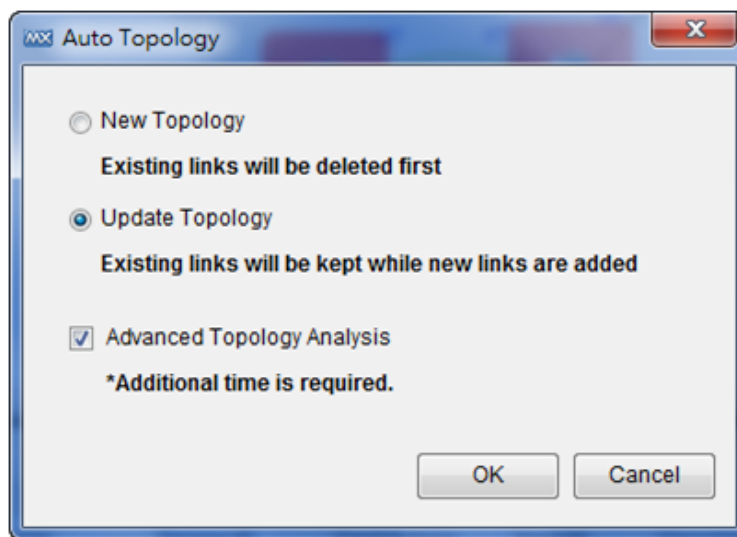 MX Auto Topology
New Topology
Existing links will be deleted first
Update Topology
Existing links will be kept while new links are added
Advanced Topology Analysis
*Additional time is required.
OK Cancel